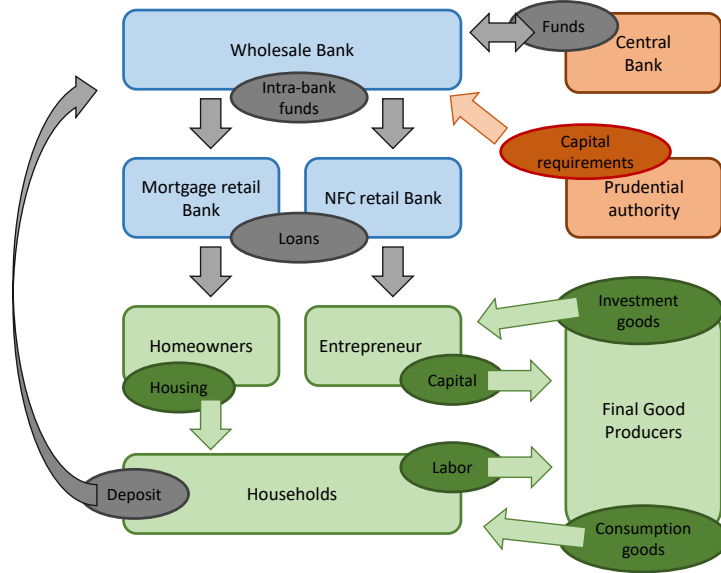 Funds
Wholesale Bank
Central
Bank
Intra-bank
funds
Capital
requirements
Mortgage retail
Bank
NFC retail Bank
Prudential
authority
Loans
Investment
goods
Homeowners
Entrepreneur
Housing
Capital
Final Good
Producers
Labor
Deposit
Households
Consumption
goods